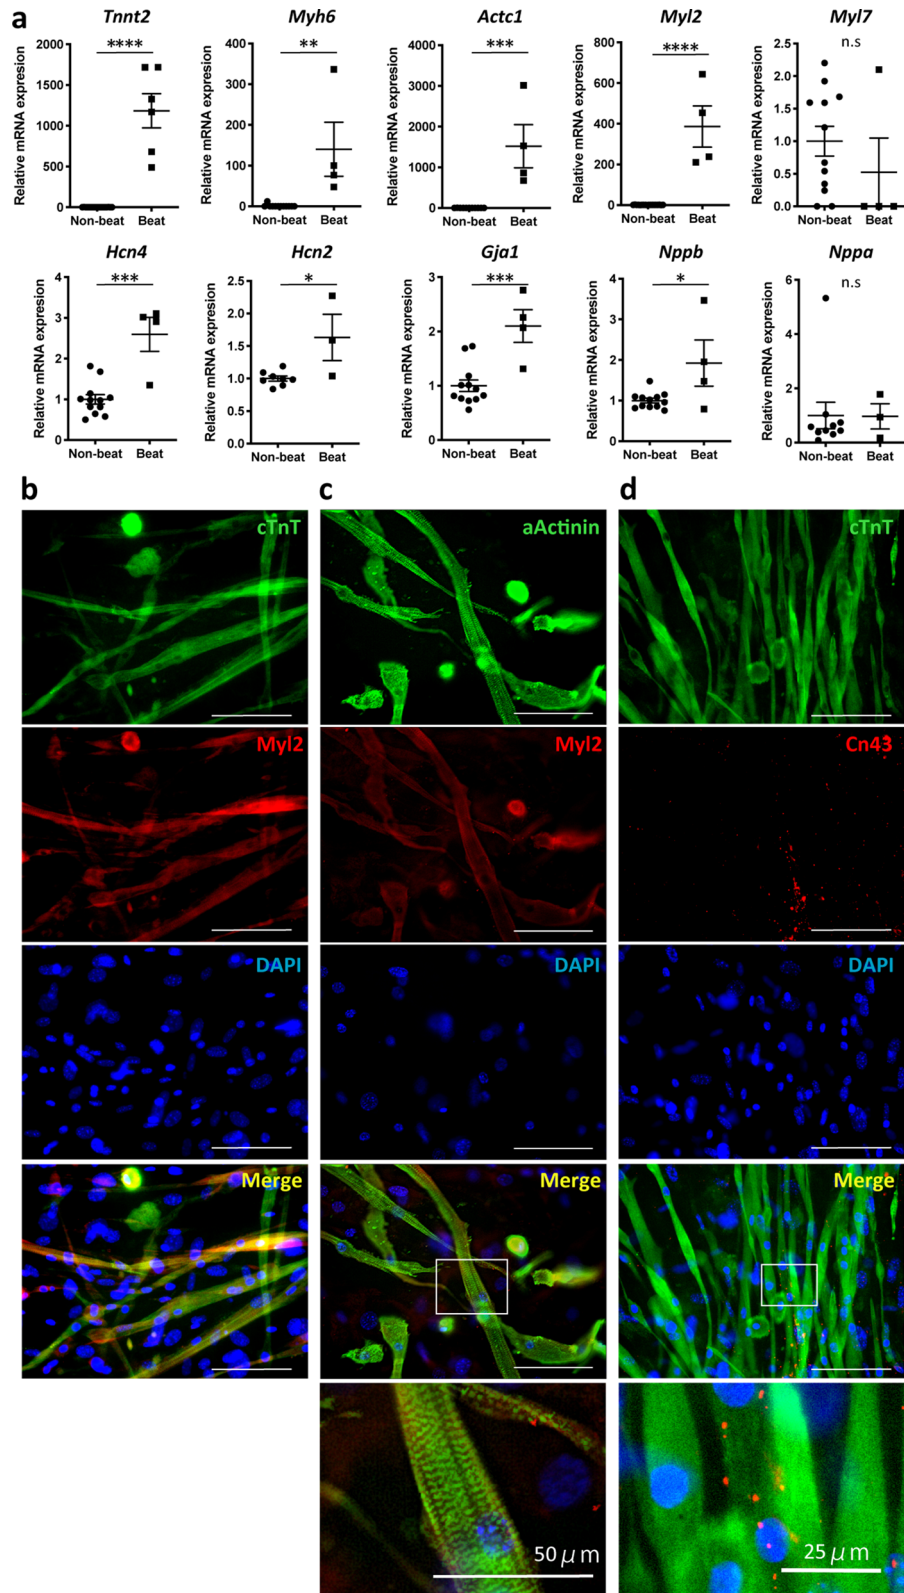 a
Tnnt2
Myh6
Actc1
Myl2
Myl7
Relative mRNA expression
2000
1500
1000
500
0
****
Non-beat Beat
Relative mRNA expression
400
300
200
100
0
**
Non-beat Beat
Relative mRNA expression
4000
3000
2000
1000
0
***
Non-beat Beat
Relative mRNA expression
800
600
400
200
0
****
Non-beat Beat
Relative mRNA expression
2.5
2.0
1.5
1.0
0.5
0.0
n.s
Non-beat Beat
Hcn4
Hcn2
Gja1
Nppb
Nppa
Relative mRNA expresion
4
3
2
1
0
***
Non-beat Beat
Relative mRNA expresion
2.5
2.0
1.5
1.0
0.5
0.0
*
Non-beat Beat
Relative mRNA expresion
3
2
1
0
***
Non-beat Beat
Relative mRNA expresion
4
3
2
1
0
*
Non-beat Beat
Relative mRNA expresion
6
4
2
0
n.s
Non-beat Beat
b
c
d
cTnT
aActinin
cTnT
Myl2
Myl2
Cn43
DAPI
DAPI
DAPI
Merge
Merge
Merge
50 μm
25 μm